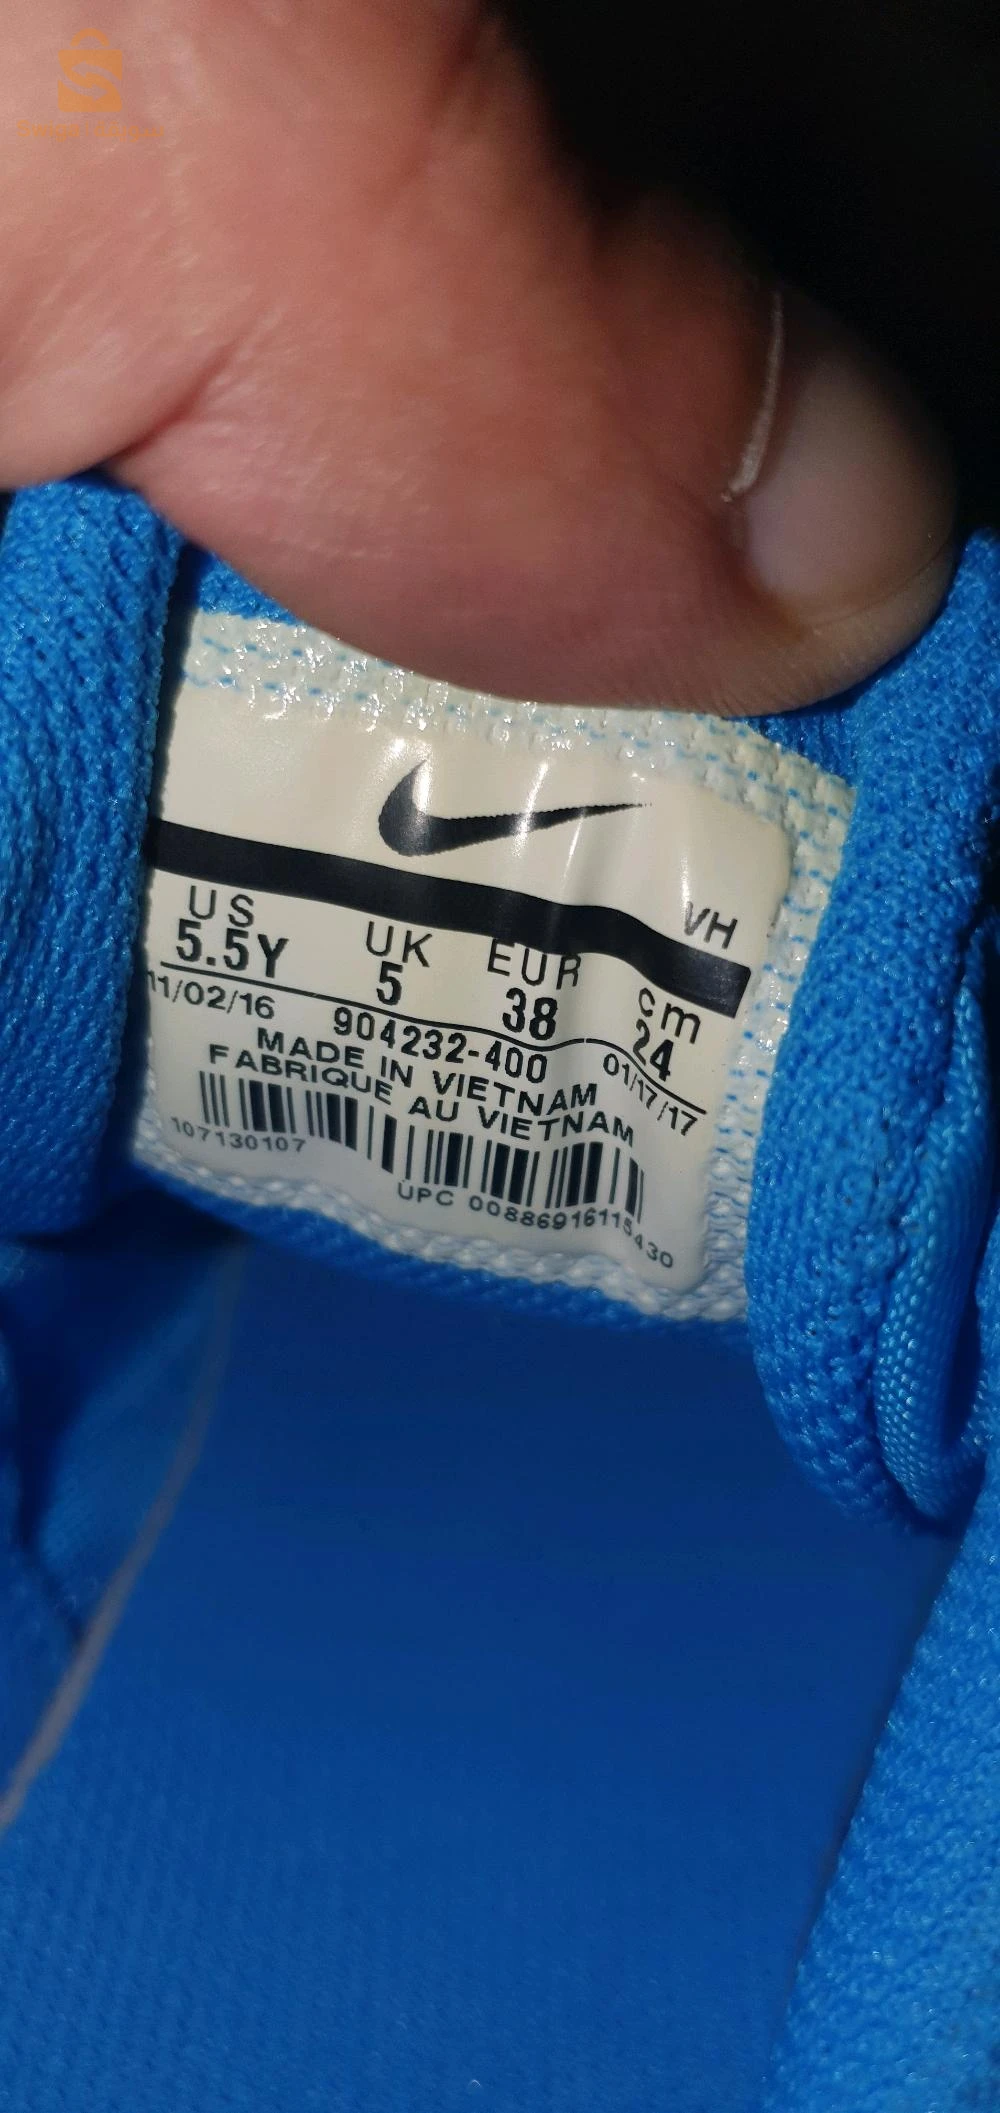 VH
US UK EUR cm
5.5Y 5 38 24
11/02/16 904232-400 01/17/17
MADE IN VIETNAM
FABRIQUE AU VIETNAM
107130107
UPC 00886916115430